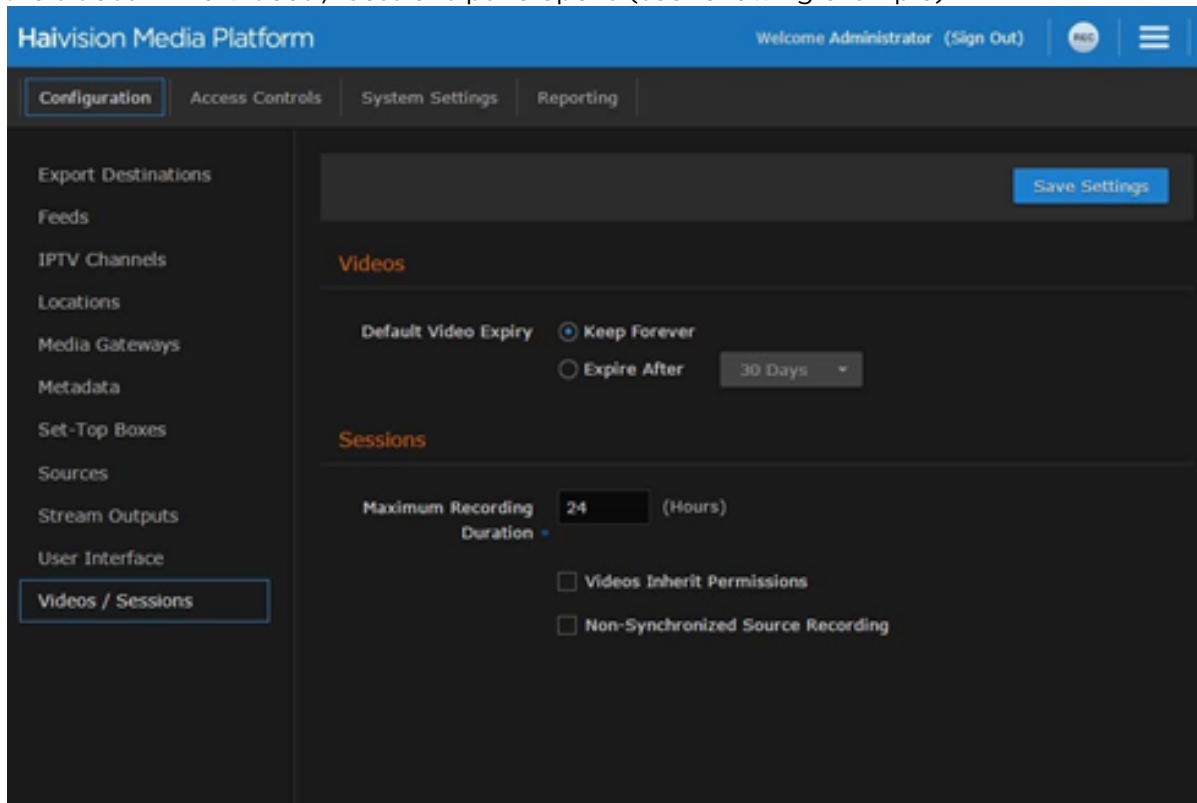 Haivision Media Platform
Welcome Administrator (Sign Out)
REC
Configuration Access Controls System Settings Reporting
Export Destinations
Save Settings
Feeds
IPTV Channels
Videos
Locations
Default Video Expiry Keep Forever
Media Gateways
Expire After 30 Days
Metadata
Set-Top Boxes
Sessions
Sources
Maximum Recording 24 (Hours)
Duration
Stream Outputs
User Interface
Videos Inherit Permissions
Videos / Sessions
Non-Synchronized Source Recording